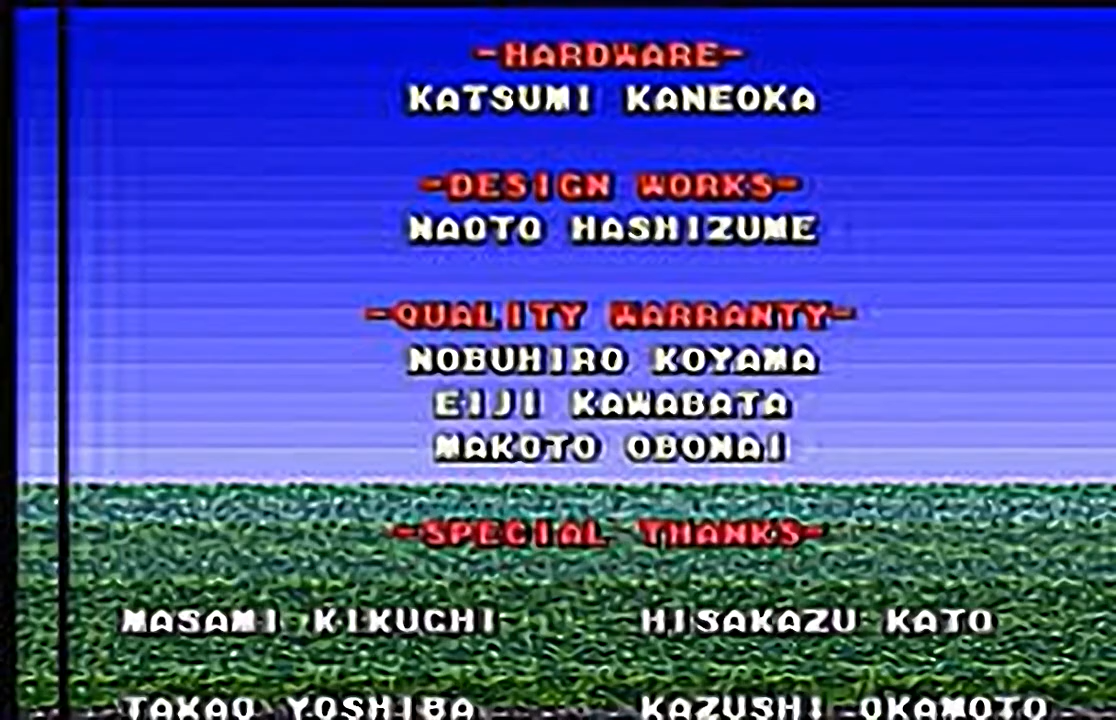 -HARDWARE-
KATSUMI KANEOKA
-DESIGN WORKS-
NAOTO HASHIZUME
-QUALITY WARRANTY-
NOBUHIRO KOYAMA
EIJI KAWABATA
MAKOTO OBONAI
-SPECIAL THANKS-
MASAMI KIKUCHI HISAKAZU KATO
TAKAO YOSHIBA KAZUSHI OKAMOTO